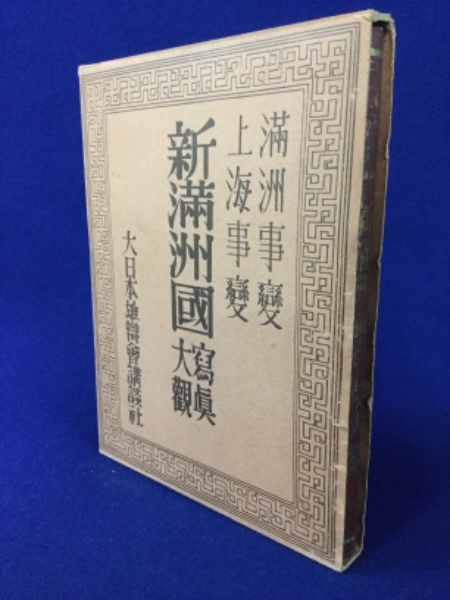 滿洲事變
上海事變
新滿洲國
寫眞
大觀
大日本雄辯會講談社